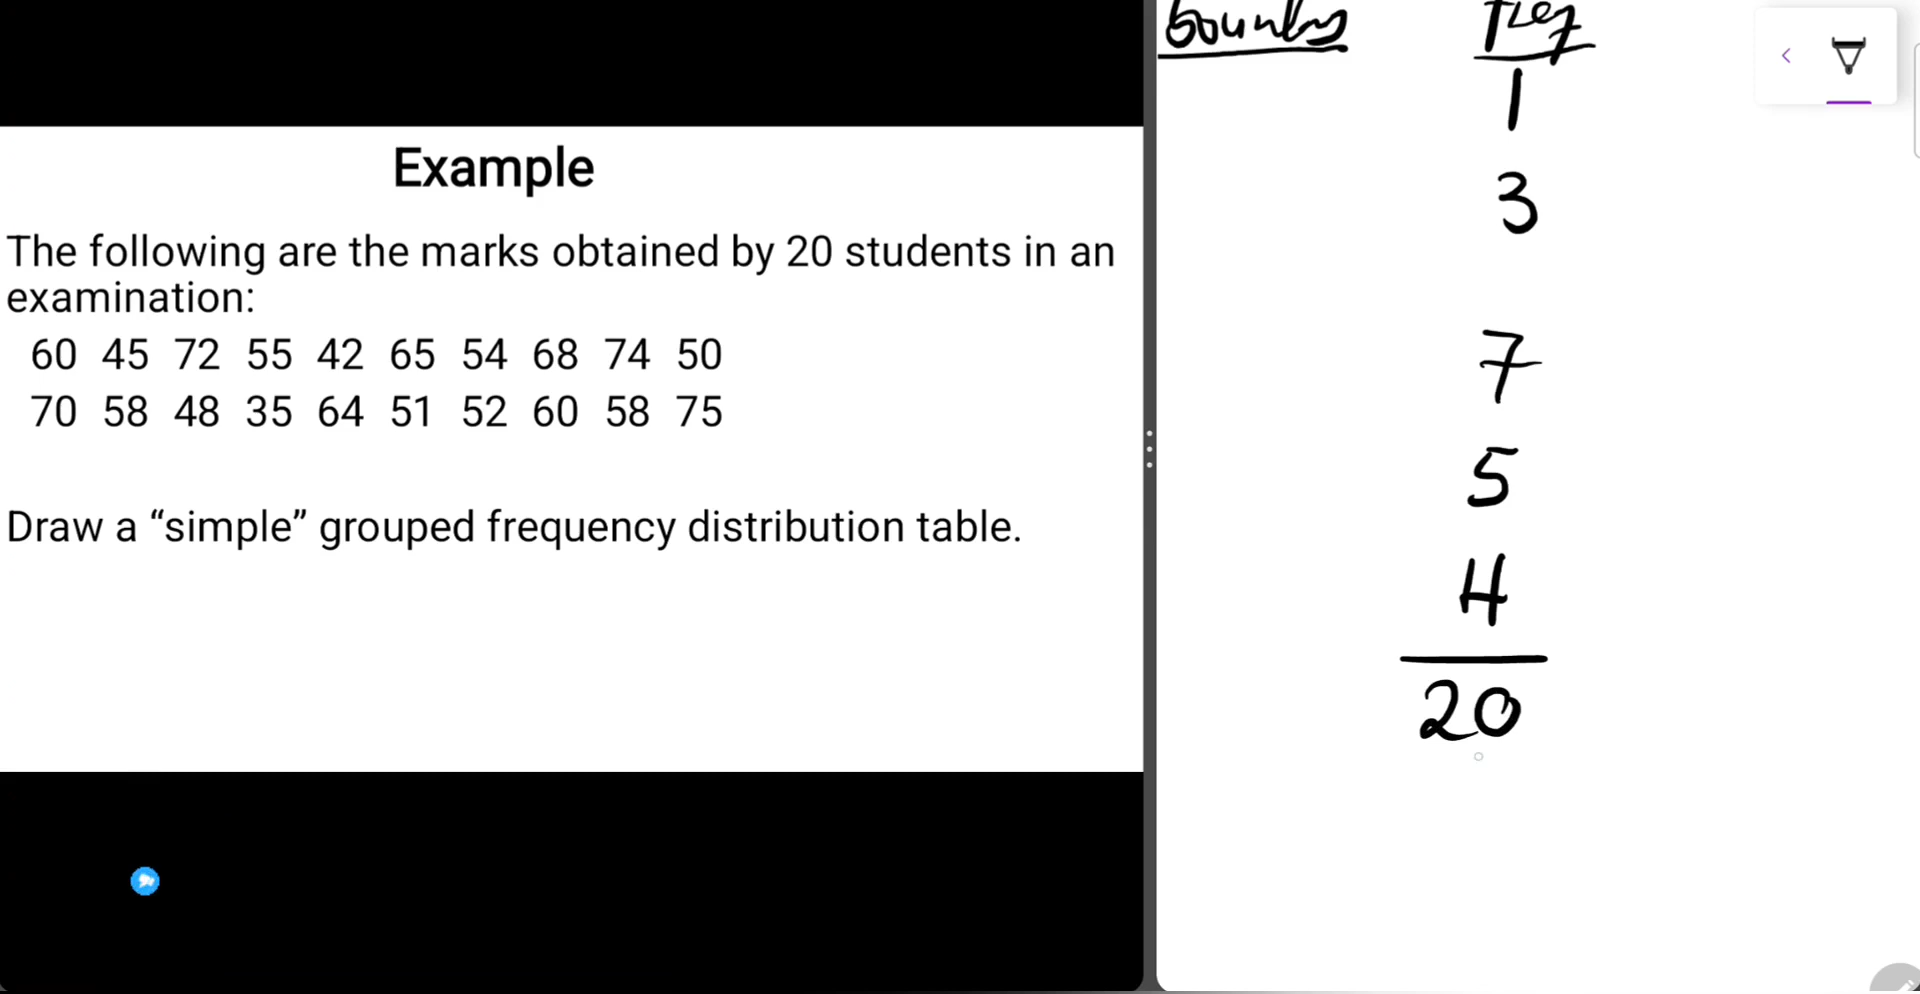 Example
The following are the marks obtained by 20 students in an
examination:
60 45 72 55 42 65 54 68 74 50
70 58 48 35 64 51 52 60 58 75
Draw a “simple” grouped frequency distribution table.
Freq
1
3
7
5
4
20